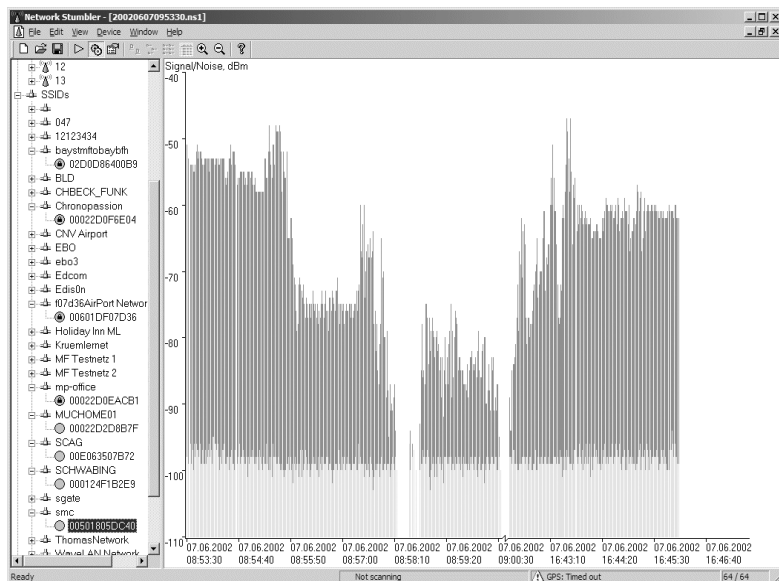 Network Stumbler - [20020607095330.ns1]
File Edit View Device Window Help
12
13
SSIDs
047
12123434
baystmftobaybfh
02D0D86400B9
BLD
CHBECK_FUNK
Chronopassion
00022D0F6E04
CNV Airport
EBO
ebo3
Edcom
Edis0n
f07d36AirPort Networ
00601DF07D36
Holiday Inn ML
Kruemlernet
MF Testnetz 1
MF Testnetz 2
mp-office
00022D0EACB1
MUCHOME01
00022D2D8B7F
SCAG
00E063507B72
SCHWABING
000124F1B2E9
sgate
smc
00501805DC40
ThomasNetwork
WaveLAN Network
Signal/Noise, dBm
-40
-50
-60
-70
-80
-90
-100
-110
07.06.2002 07.06.2002 07.06.2002 07.06.2002 07.06.2002 07.06.2002 07.06.2002 07.06.2002 07.06.2002 07.06.2002 07.06.2002
08:53:30 08:54:40 08:55:50 08:57:00 08:58:10 08:59:20 09:00:30 16:43:10 16:44:20 16:45:30 16:46:40
Ready
Not scanning
GPS: Timed out
64 / 64